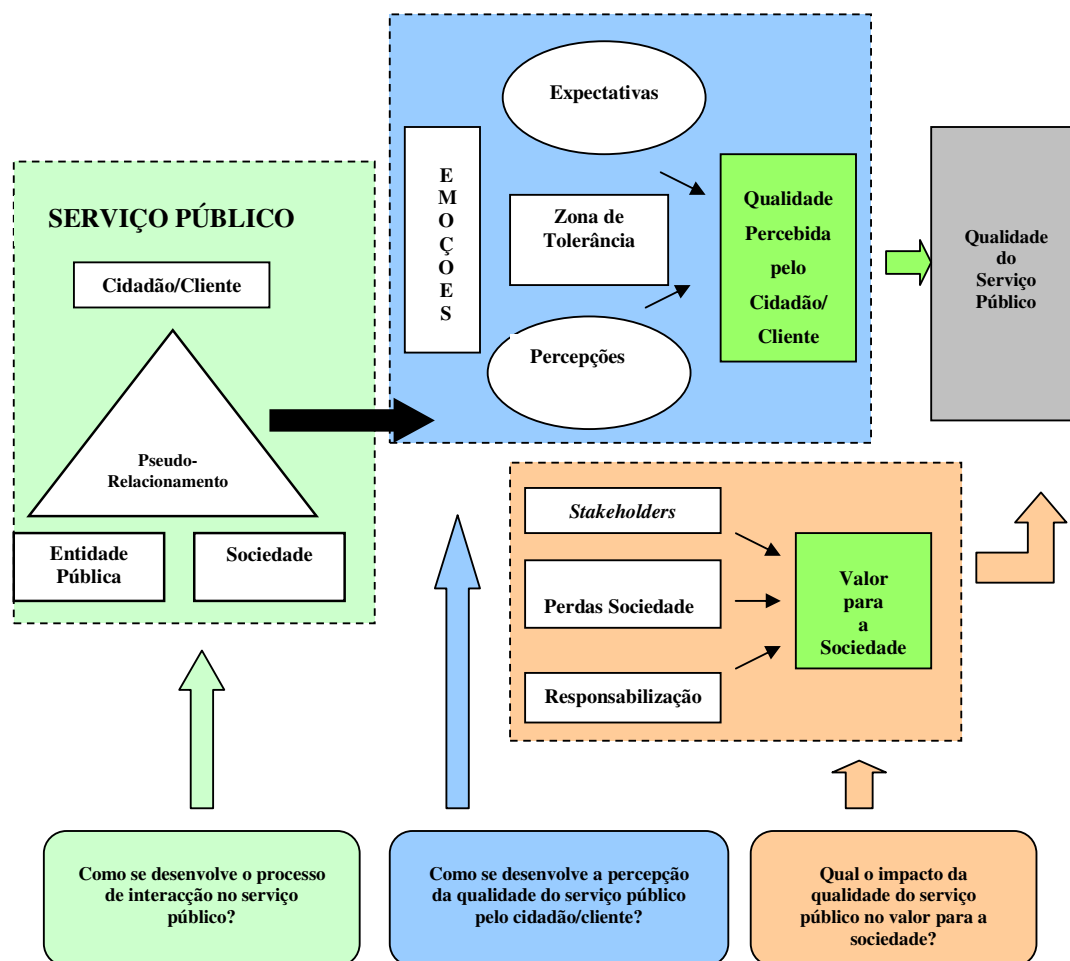 SERVIÇO PÚBLICO
Cidadão/Cliente
Pseudo-
Relacionamento
Entidade
Pública
Sociedade
E
M
O
Ç
O
E
S
Expectativas
Zona de
Tolerância
Percepções
Qualidade
Percebida
pelo
Cidadão/
Cliente
Qualidade
do
Serviço
Público
Stakeholders
Perdas Sociedade
Responsabilização
Valor
para
a
Sociedade
Como se desenvolve o processo
de interacção no serviço
público?
Como se desenvolve a percepção
da qualidade do serviço público
pelo cidadão/cliente?
Qual o impacto da
qualidade do serviço
público no valor para a
sociedade?